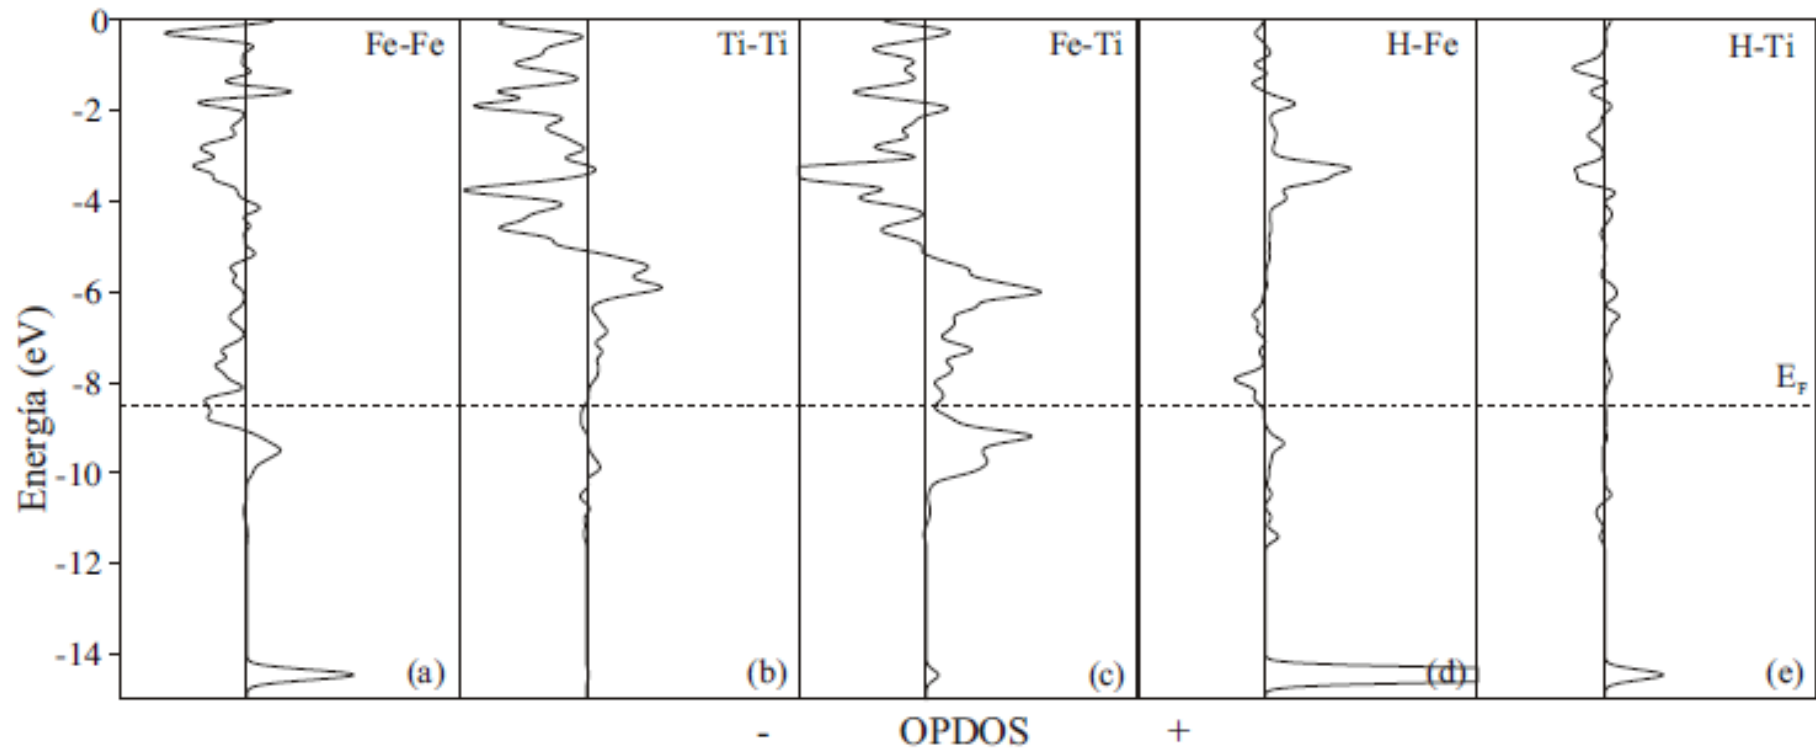 0
-2
-4
-6
-8
-10
-12
-14
Energía (eV)
Fe-Fe
Ti-Ti
Fe-Ti
H-Fe
H-Ti
E_F
(a)
(b)
(c)
(d)
(e)
- OPDOS +